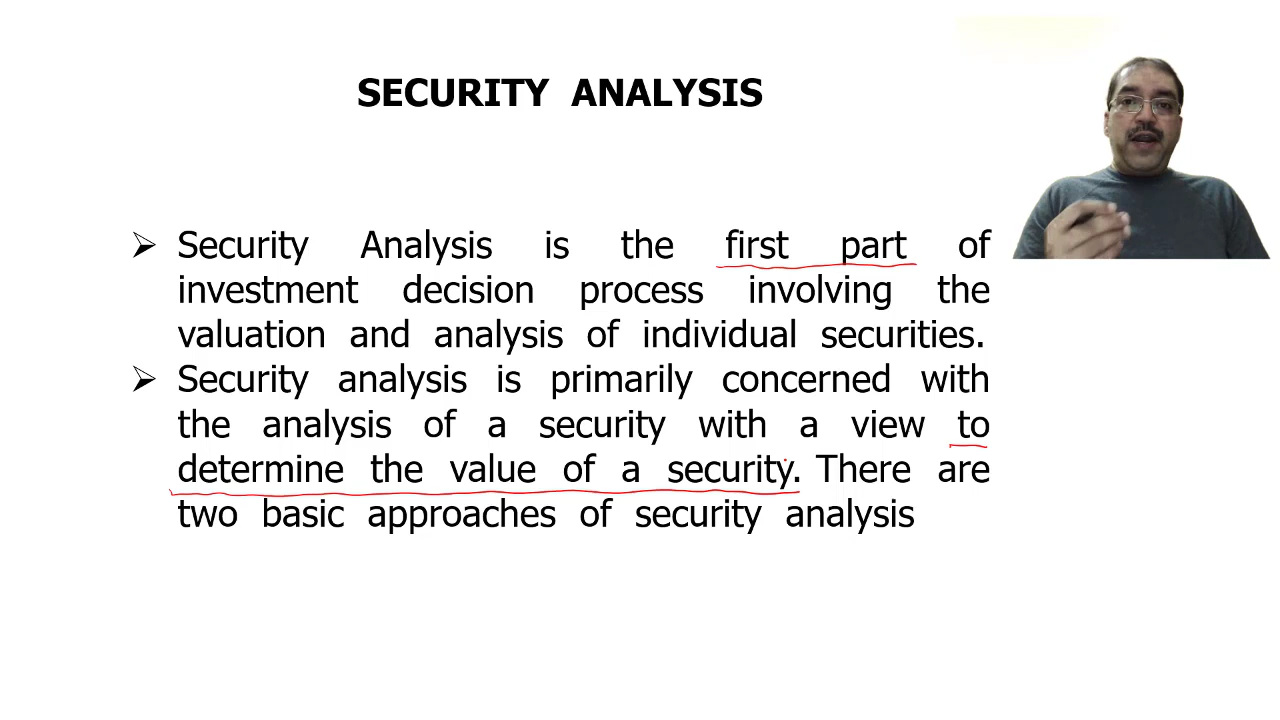 SECURITY ANALYSIS
Security Analysis is the first part of
investment decision process involving the
valuation and analysis of individual securities.
Security analysis is primarily concerned with
the analysis of a security with a view to
determine the value of a security. There are
two basic approaches of security analysis